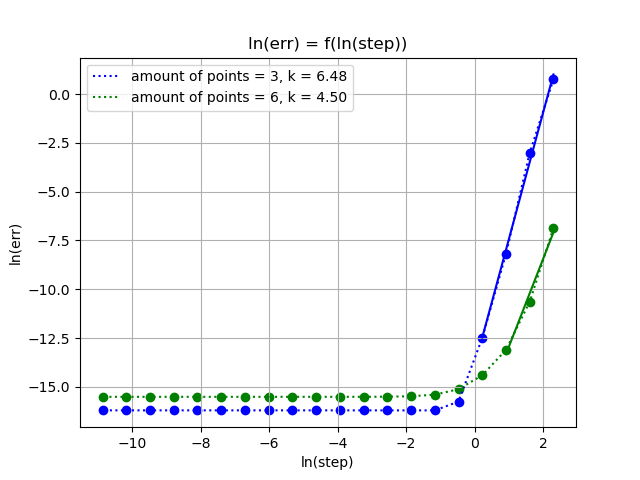 ln(err) = f(ln(step))
amount of points = 3, k = 6.48
amount of points = 6, k = 4.50
0.0
−2.5
−5.0
−7.5
−10.0
−12.5
−15.0
ln(err)
−10 −8 −6 −4 −2 0 2
ln(step)